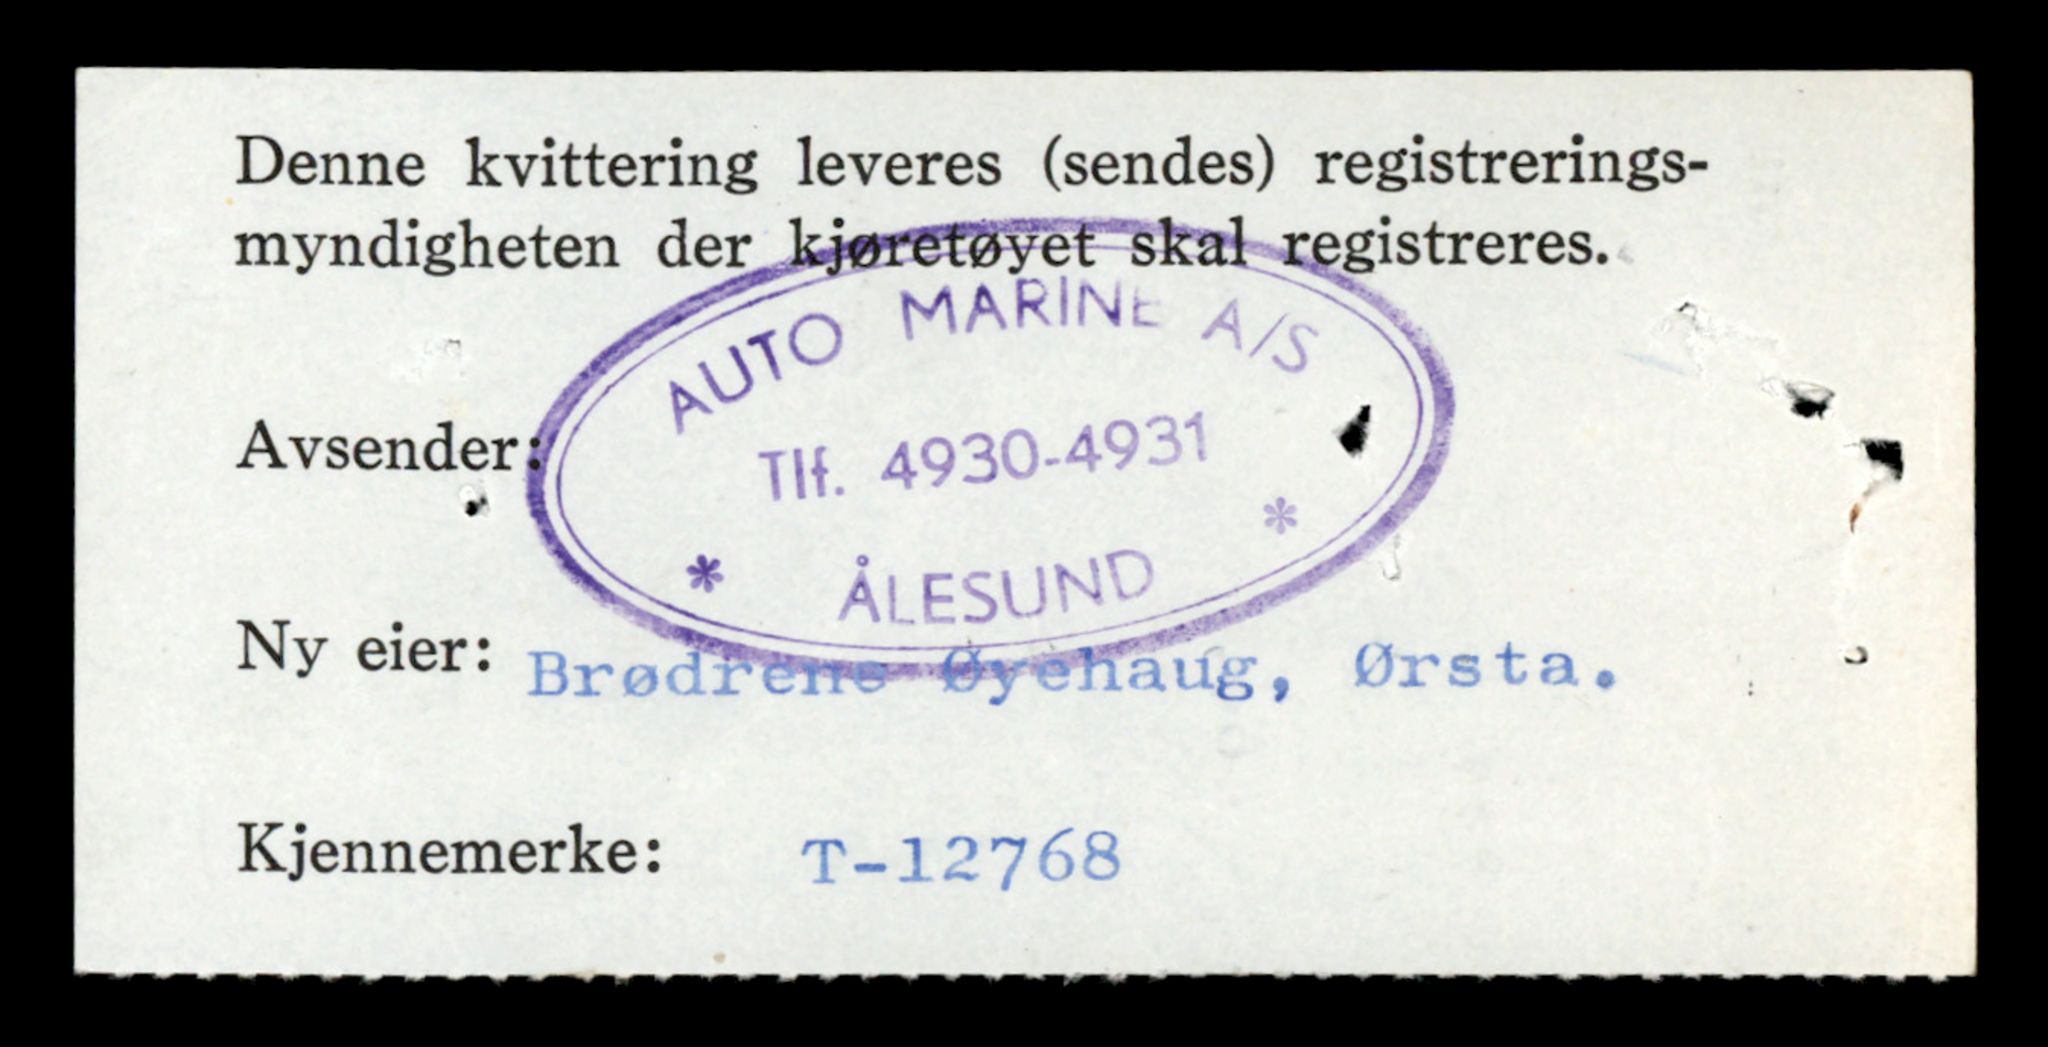 Denne kvittering leveres (sendes) registrerings-
myndigheten der kjøretøyet skal registreres.
AUTO MARINE A/S
Avsender:
Tlf. 4930-4931
* ÅLESUND *
Ny eier: Brødrene Øyehaug, Ørsta.
Kjennemerke: T-12768